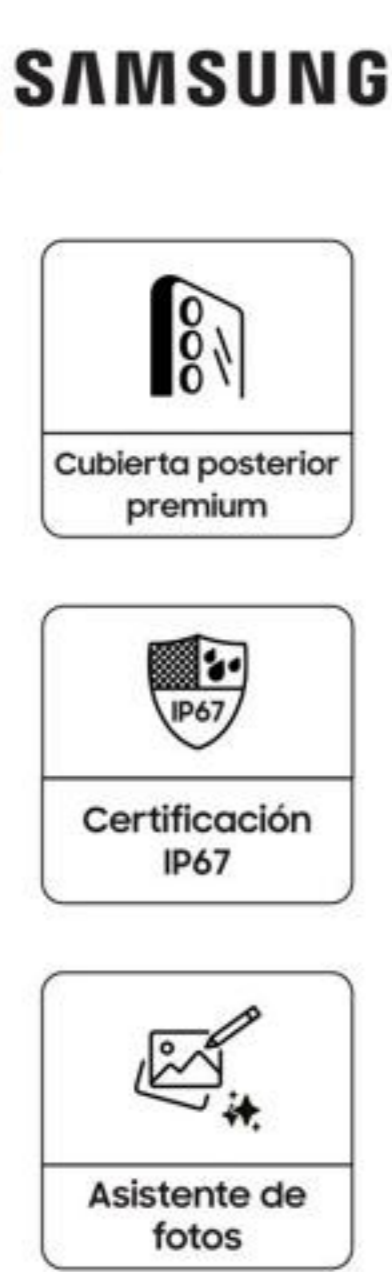 SAMSUNG
Cubierta posterior
premium
IP67
Certificación
IP67
Asistente de
fotos